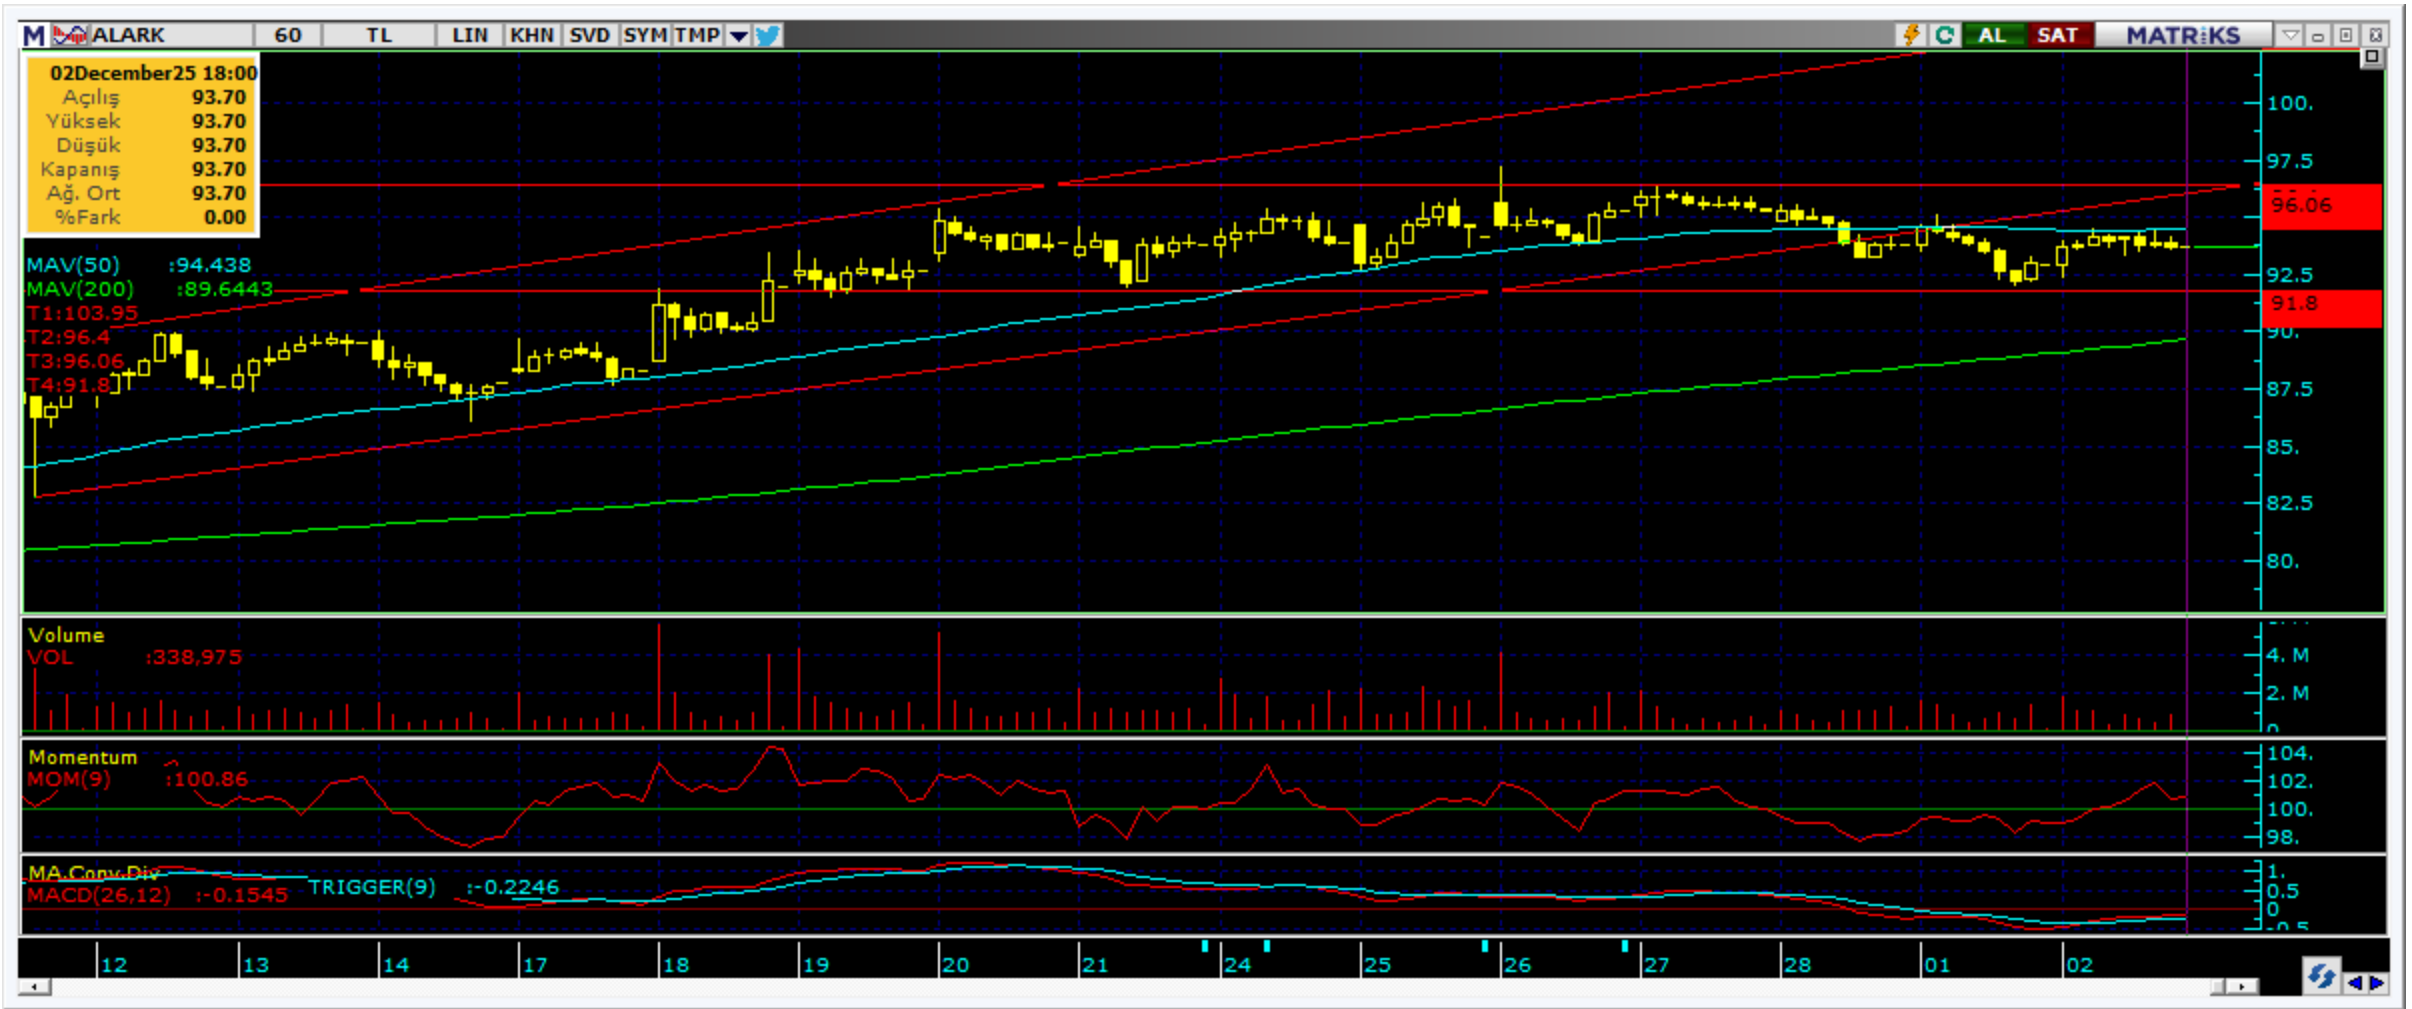 M ALARK 60 TL LIN KHN SVD SYM TMP AL SAT MATRİKS
02December25 18:00
Açılış 93.70
Yüksek 93.70
Düşük 93.70
Kapanış 93.70
Ağ. Ort 93.70
%Fark 0.00
MAV(50) :94.438
MAV(200) :89.6443
T1:103.95
T2:96.4
T3:96.06
T4:91.8
100.
97.5
96.06
92.5
91.8
90.
87.5
85.
82.5
80.
Volume
VOL :338,975
4. M
2. M
0
Momentum
MOM(9) :100.86
104.
102.
100.
98.
MA.Conv.Div
MACD(26,12) :-0.1545 TRIGGER(9) :-0.2246
1.
0.5
0
-0.5
12 13 14 17 18 19 20 21 24 25 26 27 28 01 02